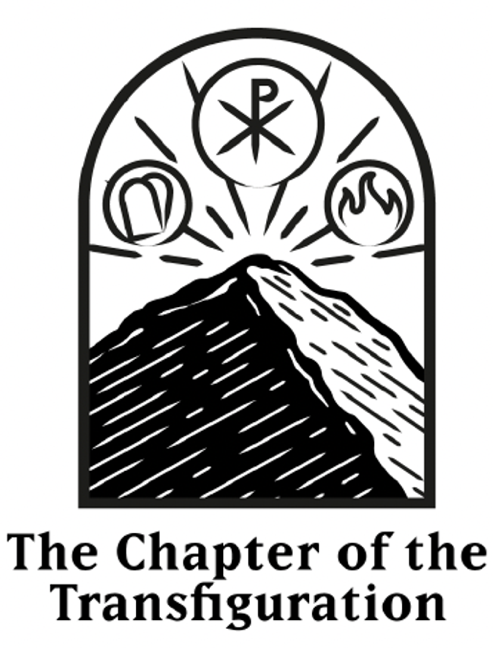 The Chapter of the
Transfiguration